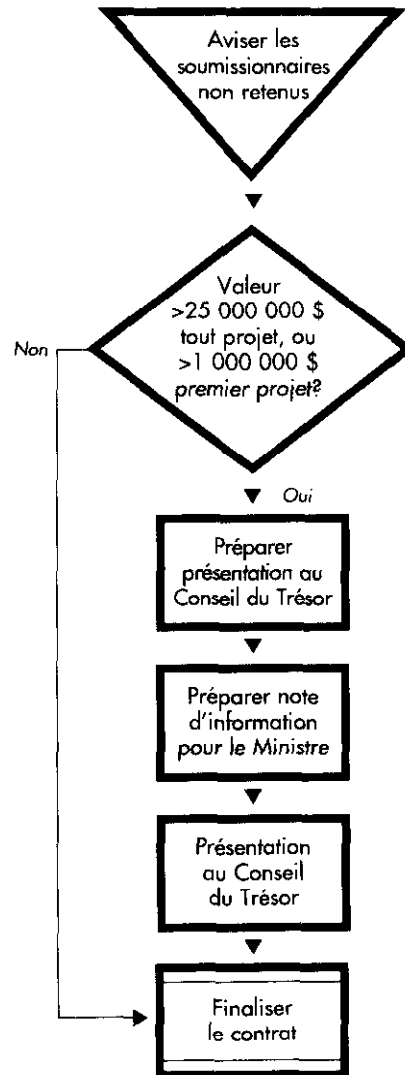 Aviser les
soumissionnaires
non retenus
Valeur
>25 000 000 $
tout projet, ou
>1 000 000 $
premier projet?
Non
Oui
Préparer
présentation au
Conseil du Trésor
Préparer note
d'information
pour le Ministre
Présentation
au Conseil
du Trésor
Finaliser
le contrat